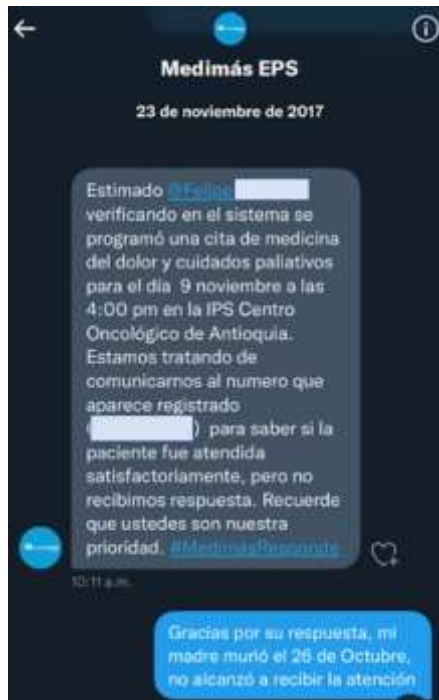 Medimás EPS
23 de noviembre de 2017
Estimado @Felipe
verificando en el sistema se
programó una cita de medicina
del dolor y cuidados paliativos
para el día 9 noviembre a las
4:00 pm en la IPS Centro
Oncológico de Antioquia.
Estamos tratando de
comunicarnos al numero que
aparece registrado
( ) para saber si la
paciente fue atendida
satisfactoriamente, pero no
recibimos respuesta. Recuerde
que ustedes son nuestra
prioridad. #MedimásResponde
10:11 a.m.
Gracias por su respuesta, mi
madre murió el 26 de Octubre,
no alcanzó a recibir la atención